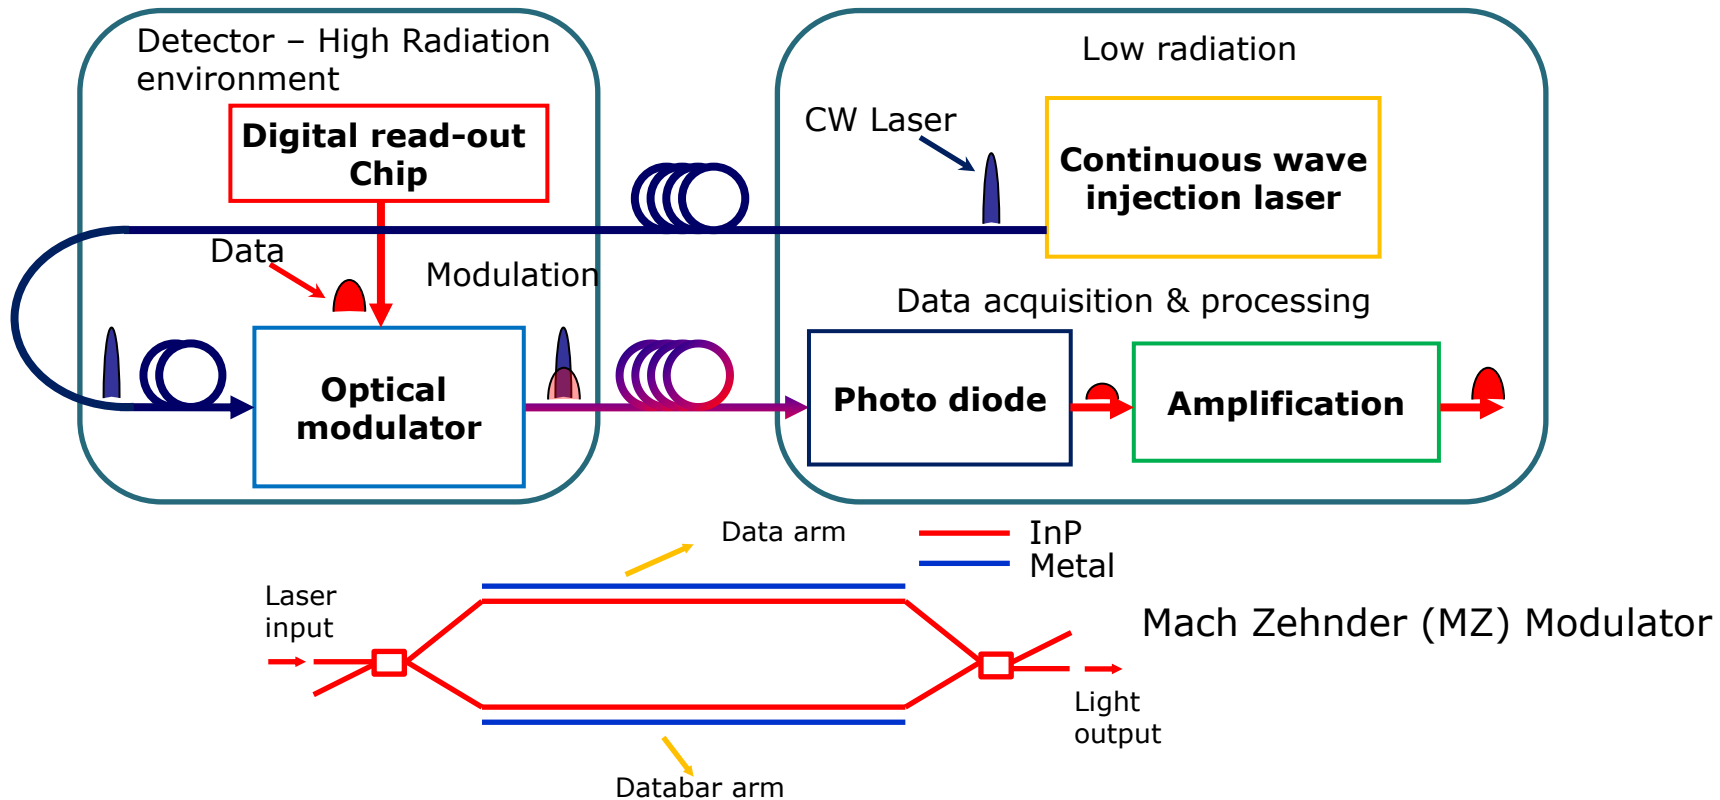 Detector – High Radiation
environment
Low radiation
Digital read-out
Chip
CW Laser
Continuous wave
injection laser
Data
Modulation
Data acquisition & processing
Optical
modulator
Photo diode
Amplification
Data arm
InP
Metal
Laser
input
Mach Zehnder (MZ) Modulator
Light
output
Databar arm